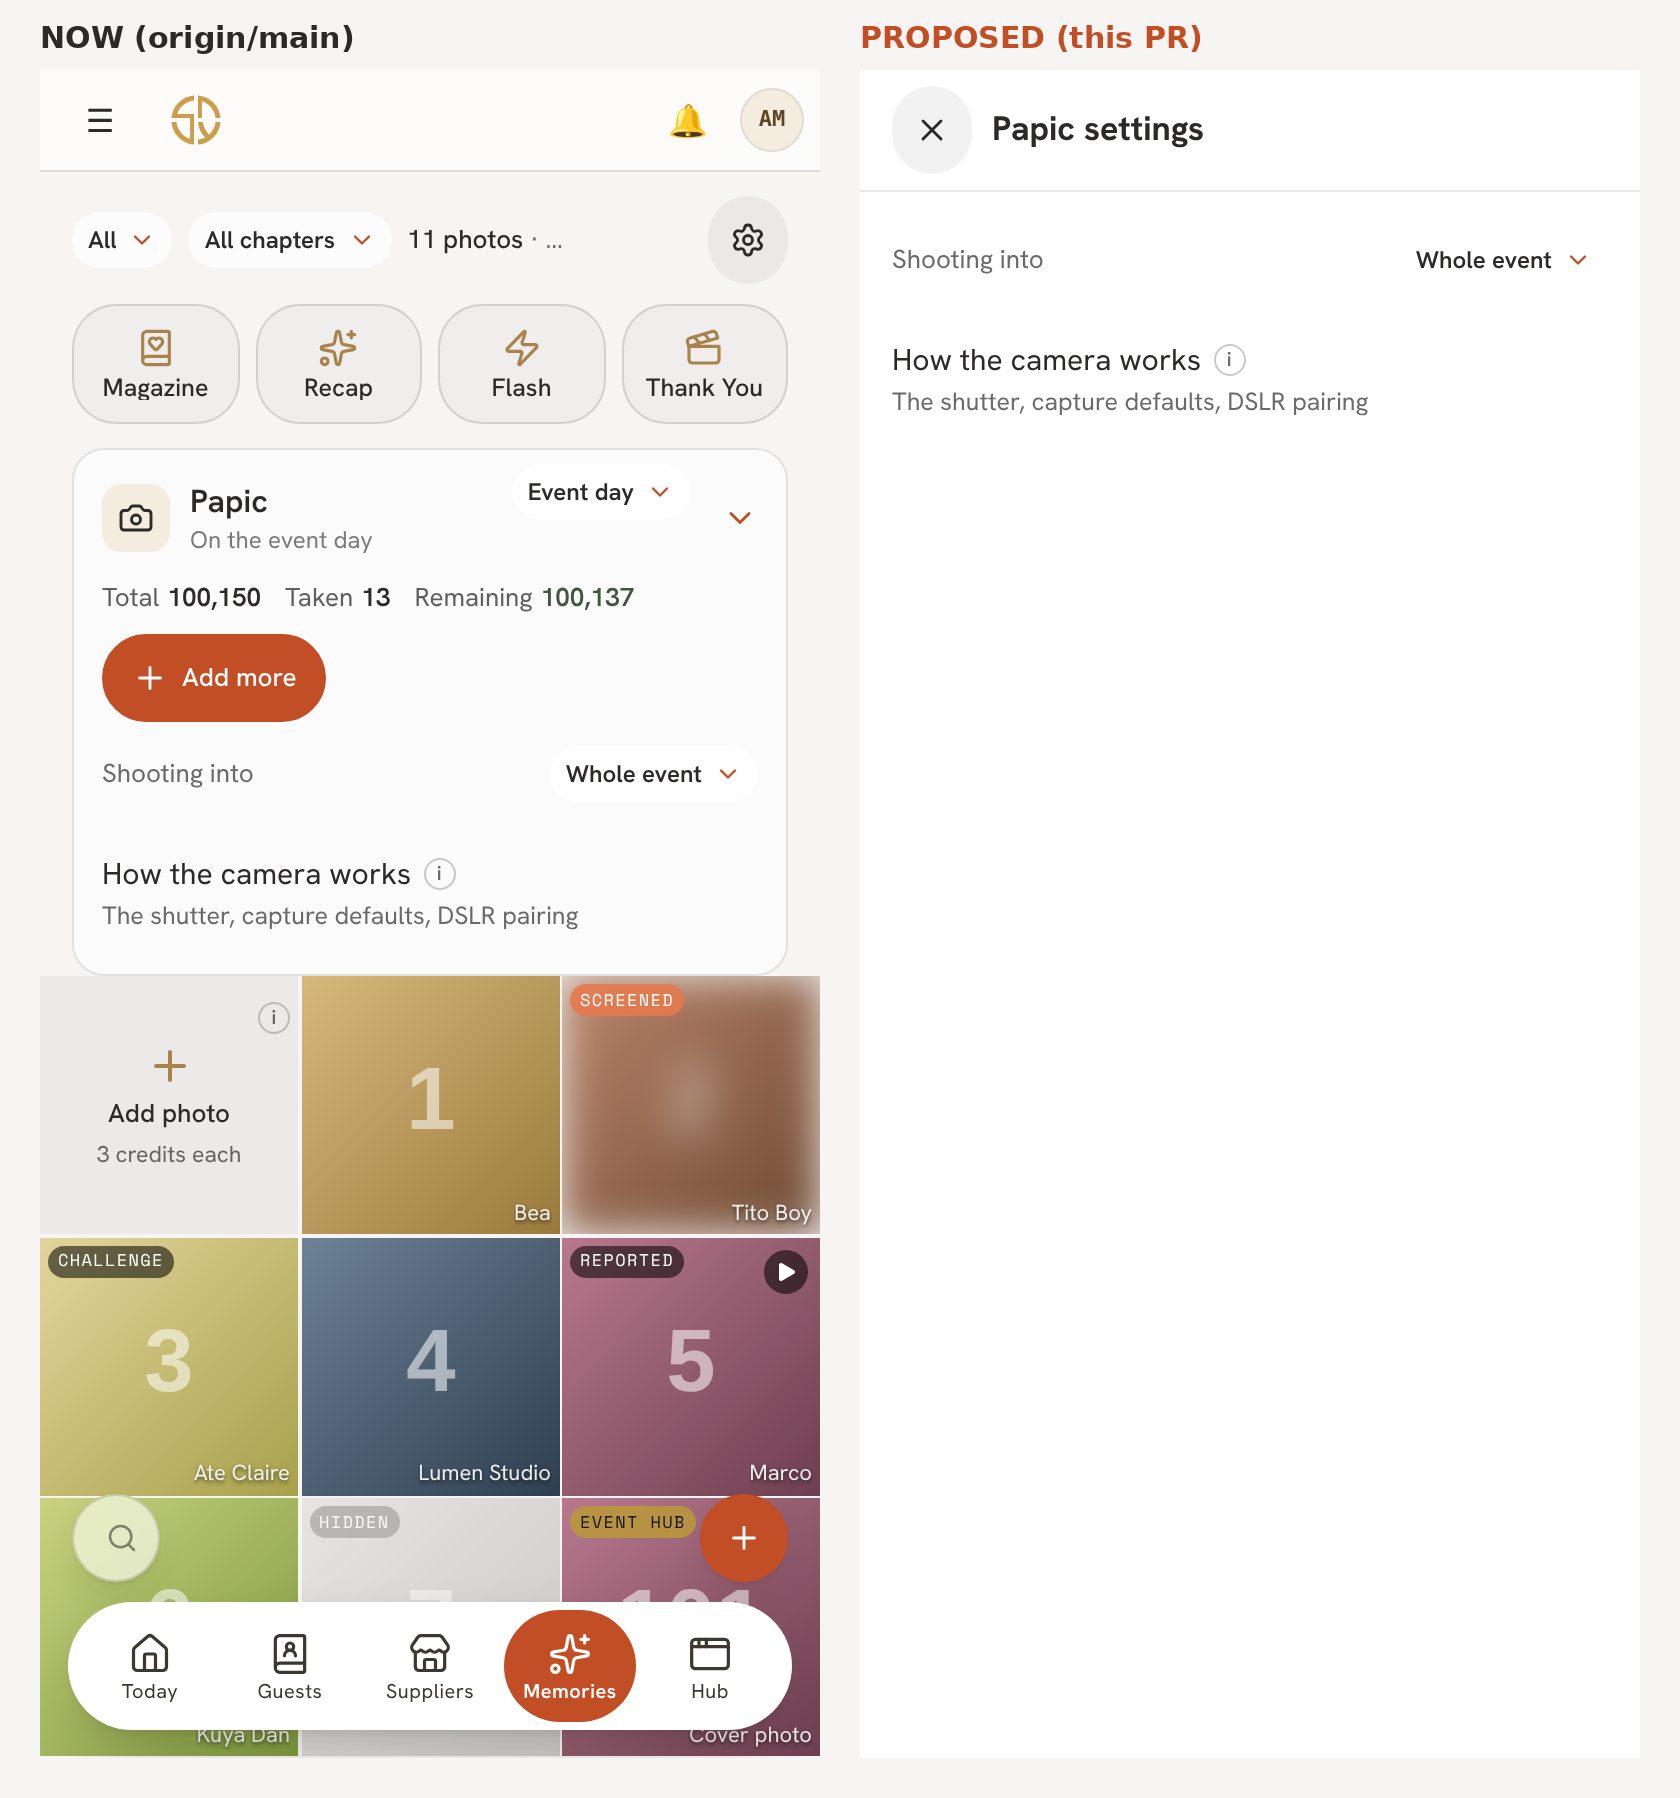 NOW (origin/main)
AM
All
All chapters
11 photos · ...
Magazine
Recap
Flash
Thank You
Papic
Event day
On the event day
Total 100,150 Taken 13 Remaining 100,137
Add more
Shooting into
Whole event
How the camera works i
The shutter, capture defaults, DSLR pairing
i
Add photo
3 credits each
1
Bea
SCREENED
Tito Boy
CHALLENGE
3
Ate Claire
4
Lumen Studio
REPORTED
5
Marco
HIDDEN
EVENT HUB
Today
Guests
Suppliers
Memories
Hub
Kuya Dan
Cover photo
PROPOSED (this PR)
Papic settings
Shooting into
Whole event
How the camera works i
The shutter, capture defaults, DSLR pairing